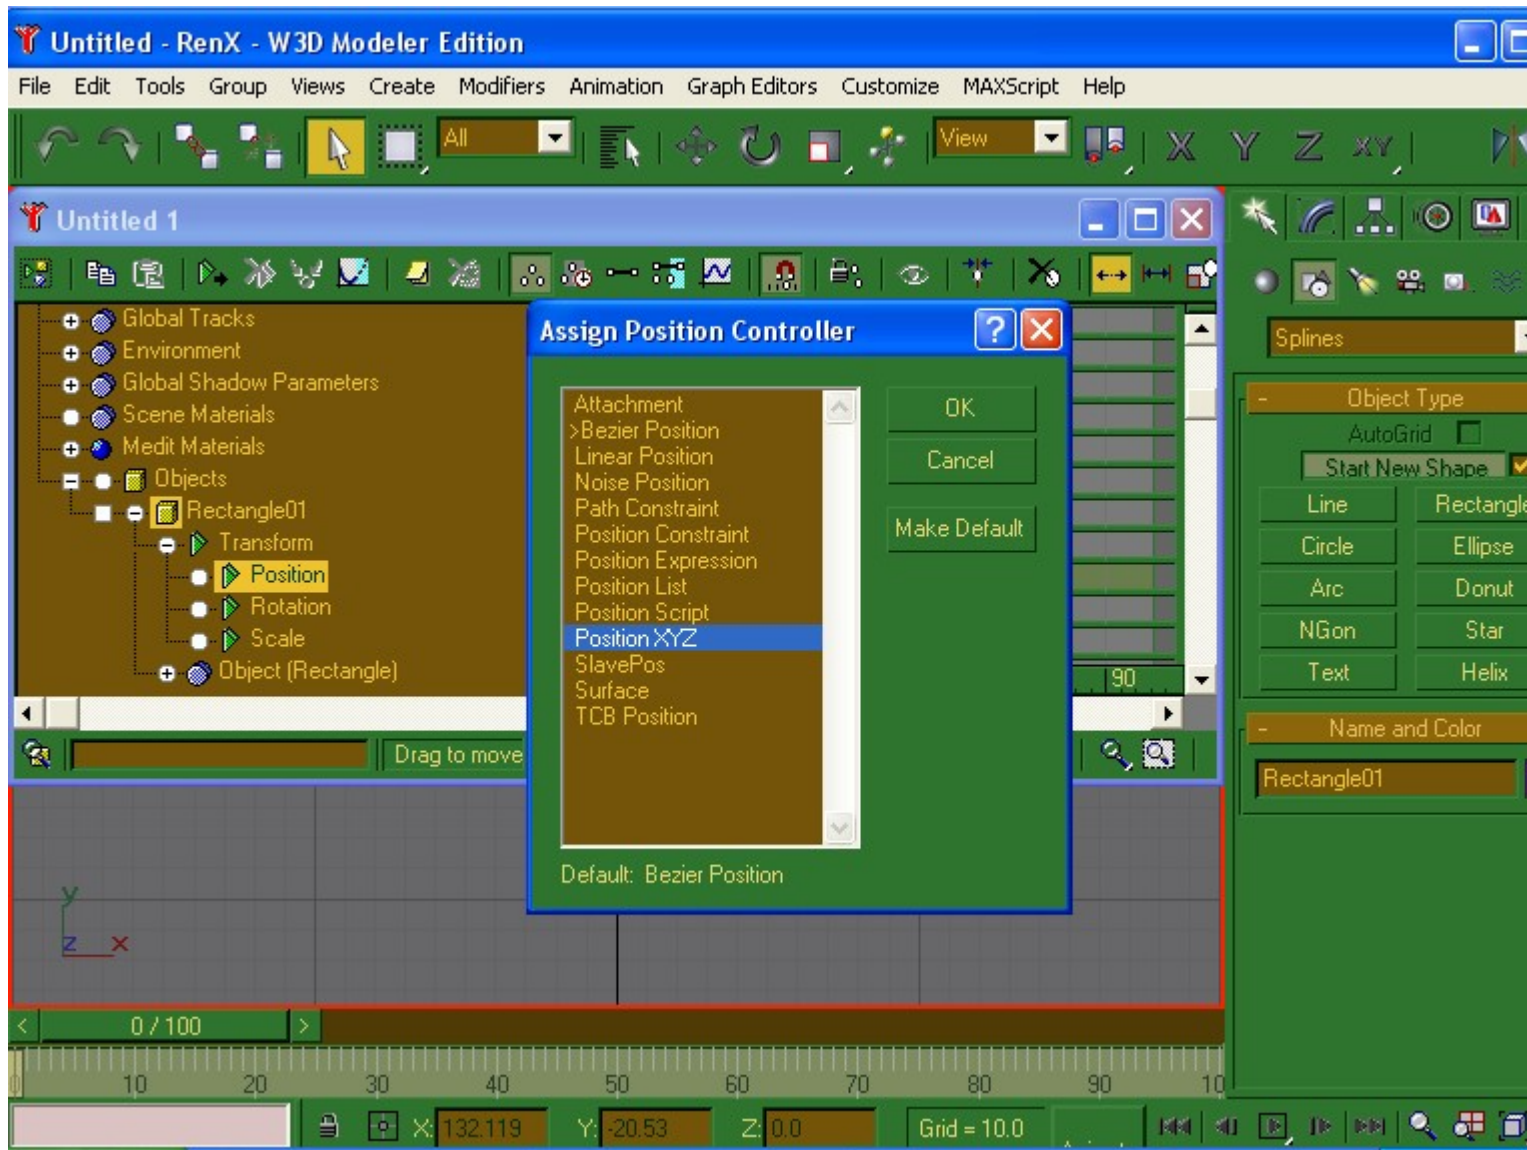 Untitled - RenX - W3D Modeler Edition
File Edit Tools Group Views Create Modifiers Animation Graph Editors Customize MAXScript Help
All View X Y Z XY
Untitled 1
Global Tracks
Environment
Global Shadow Parameters
Scene Materials
Medit Materials
Objects
Rectangle01
Transform
Position
Rotation
Scale
Object (Rectangle)
Drag to move
90
Assign Position Controller
Attachment
>Bezier Position
Linear Position
Noise Position
Path Constraint
Position Constraint
Position Expression
Position List
Position Script
Position XYZ
SlavePos
Surface
TCB Position
OK
Cancel
Make Default
Default: Bezier Position
Splines
- Object Type
AutoGrid
Start New Shape
Line Rectangle
Circle Ellipse
Arc Donut
NGon Star
Text Helix
- Name and Color
Rectangle01
y
z x
< 0 / 100 >
0 10 20 30 40 50 60 70 80 90 10
X: 132.119 Y: -20.53 Z: 0.0 Grid = 10.0